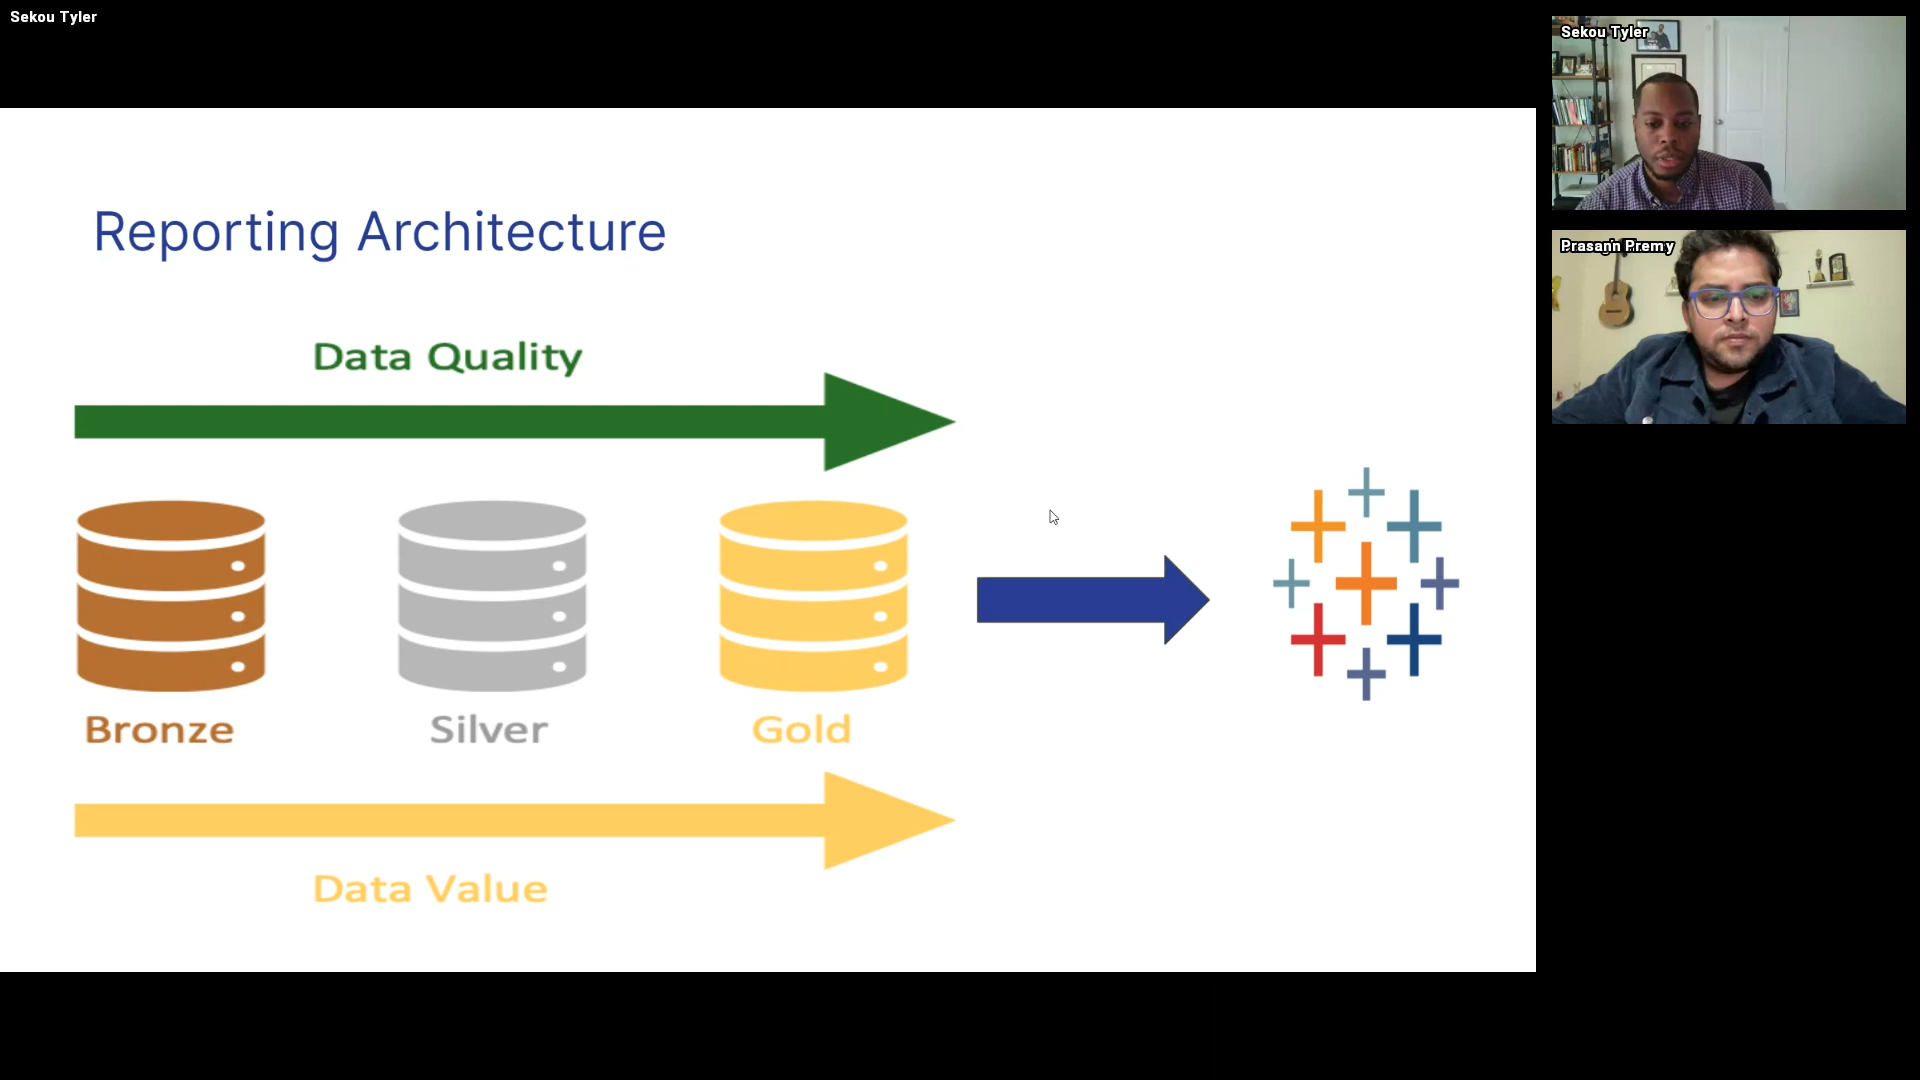 Sekou Tyler
Sekou Tyler
Reporting Architecture
Prasann Premy
Data Quality
Bronze
Silver
Gold
Data Value